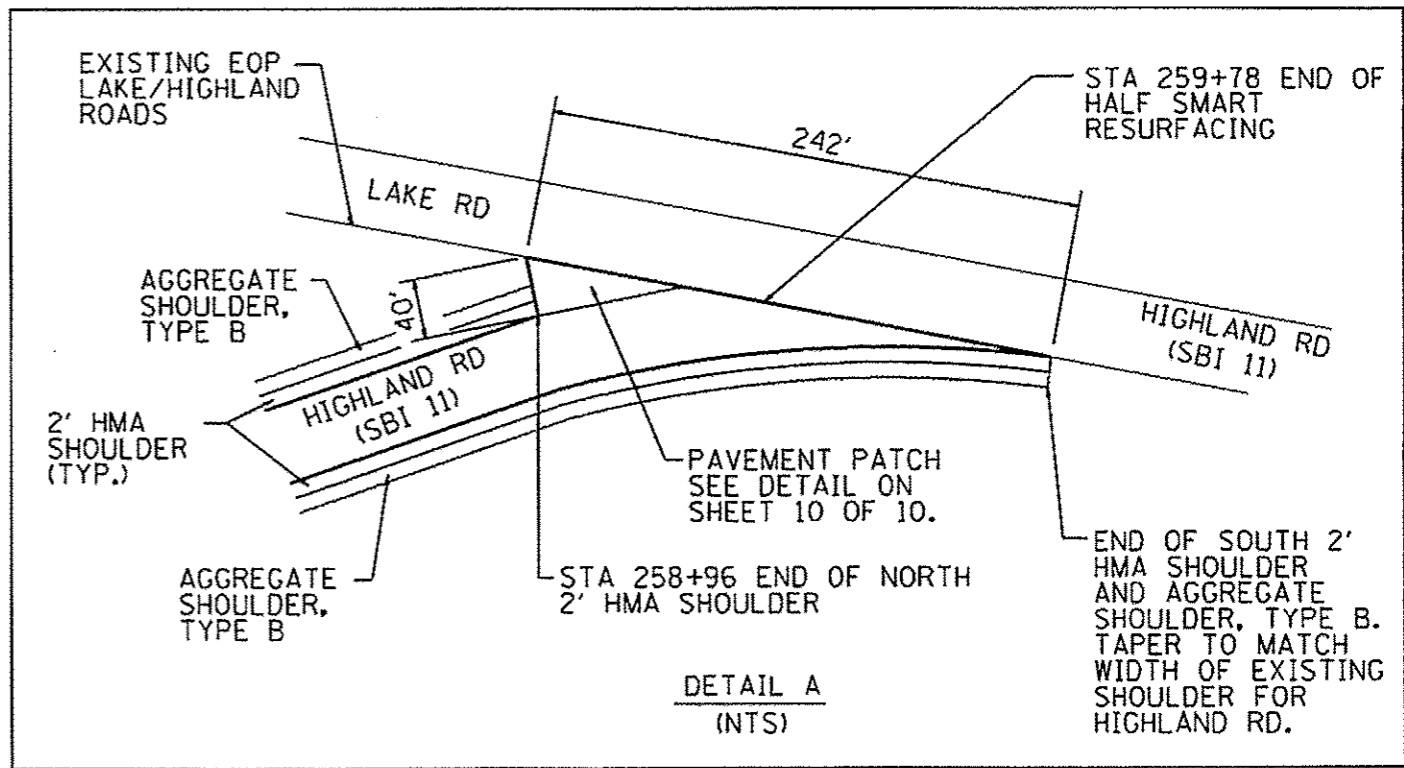 EXISTING EOP
LAKE/HIGHLAND
ROADS
STA 259+78 END OF
HALF SMART
RESURFACING
242'
LAKE RD
AGGREGATE
SHOULDER,
TYPE B
40'
HIGHLAND RD
(SBI 11)
HIGHLAND RD
(SBI 11)
2' HMA
SHOULDER
(TYP.)
PAVEMENT PATCH
SEE DETAIL ON
SHEET 10 OF 10.
AGGREGATE
SHOULDER,
TYPE B
STA 258+96 END OF NORTH
2' HMA SHOULDER
END OF SOUTH 2'
HMA SHOULDER
AND AGGREGATE
SHOULDER, TYPE B.
TAPER TO MATCH
WIDTH OF EXISTING
SHOULDER FOR
HIGHLAND RD.
DETAIL A
(NTS)